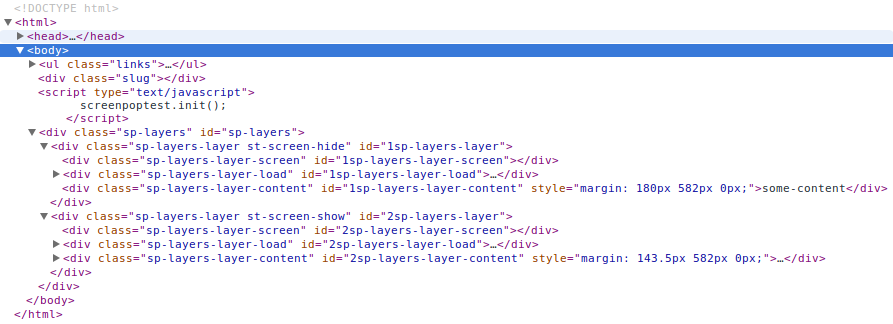 <!DOCTYPE html>
<html>
<head>…</head>
<body>
<ul class="links">…</ul>
<div class="slug"></div>
<script type="text/javascript">
screenpoptest.init();
</script>
<div class="sp-layers" id="sp-layers">
<div class="sp-layers-layer st-screen-hide" id="1sp-layers-layer">
<div class="sp-layers-layer-screen" id="1sp-layers-layer-screen"></div>
<div class="sp-layers-layer-load" id="1sp-layers-layer-load">…</div>
<div class="sp-layers-layer-content" id="1sp-layers-layer-content" style="margin: 180px 582px 0px;">some-content</div>
</div>
<div class="sp-layers-layer st-screen-show" id="2sp-layers-layer">
<div class="sp-layers-layer-screen" id="2sp-layers-layer-screen"></div>
<div class="sp-layers-layer-load" id="2sp-layers-layer-load">…</div>
<div class="sp-layers-layer-content" id="2sp-layers-layer-content" style="margin: 143.5px 582px 0px;">…</div>
</div>
</div>
</body>
</html>